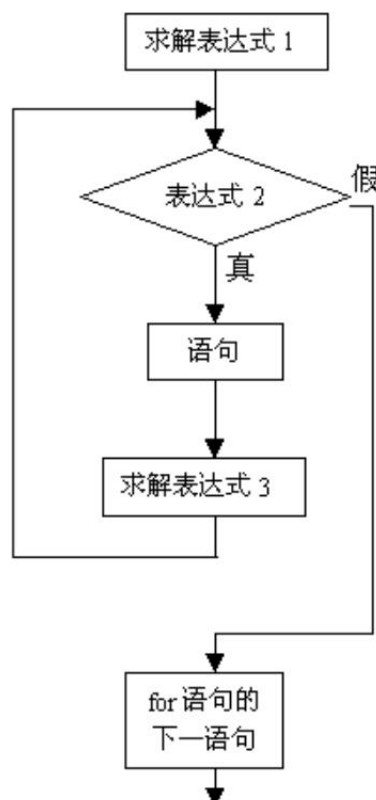 求解表达式 1
表达式 2
假
真
语句
求解表达式 3
for 语句的
下一语句